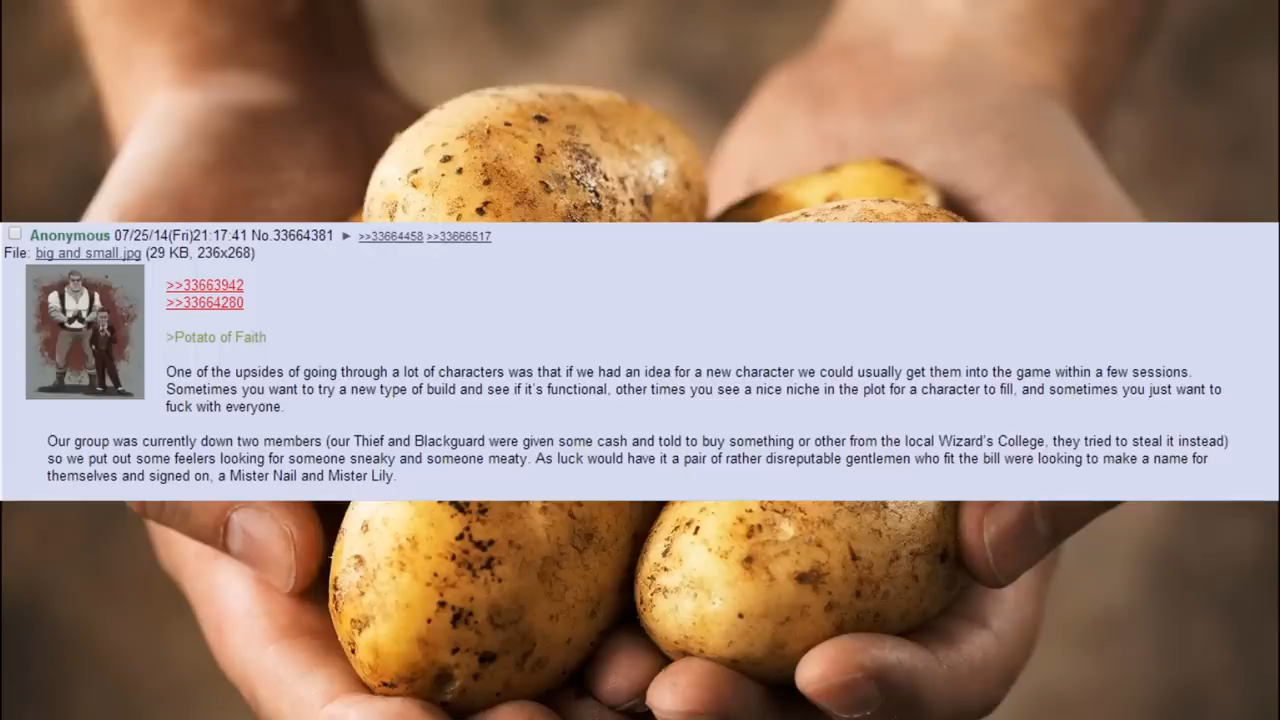 Anonymous 07/25/14(Fri)21:17:41 No.33664381 ► >>33664458 >>33666517
File: big and small.jpg (29 KB, 236x268)
>>33663942
>>33664280
>Potato of Faith
One of the upsides of going through a lot of characters was that if we had an idea for a new character we could usually get them into the game within a few sessions.
Sometimes you want to try a new type of build and see if it's functional, other times you see a nice niche in the plot for a character to fill, and sometimes you just want to
fuck with everyone.
Our group was currently down two members (our Thief and Blackguard were given some cash and told to buy something or other from the local Wizard's College, they tried to steal it instead)
so we put out some feelers looking for someone sneaky and someone meaty. As luck would have it a pair of rather disreputable gentlemen who fit the bill were looking to make a name for
themselves and signed on, a Mister Nail and Mister Lily.